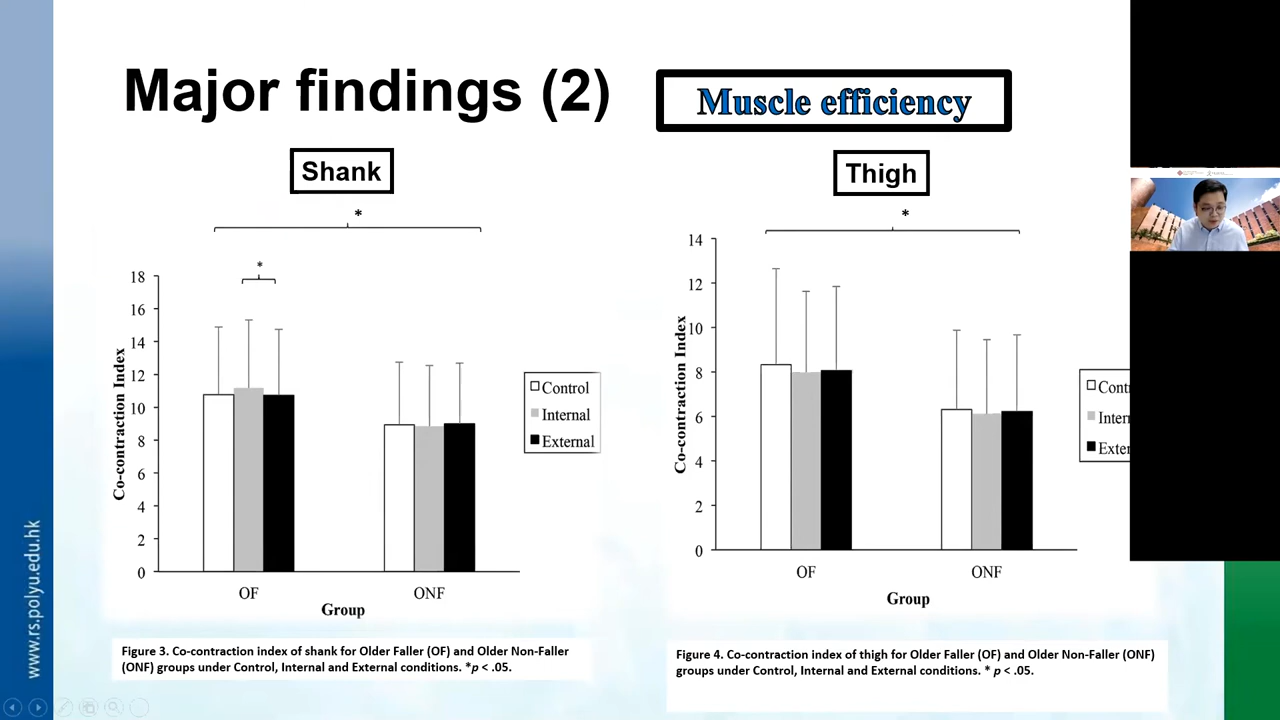 Major findings (2)
Muscle efficiency
Shank
*
*
18
16
14
12
10
8
6
4
2
0
Co-contraction Index
OF
ONF
Group
Control
Internal
External
Figure 3. Co-contraction index of shank for Older Faller (OF) and Older Non-Faller
(ONF) groups under Control, Internal and External conditions. *p < .05.
Thigh
*
14
12
10
8
6
4
2
0
Co-contraction Index
OF
ONF
Group
Contr
Inter
Exter
Figure 4. Co-contraction index of thigh for Older Faller (OF) and Older Non-Faller (ONF)
groups under Control, Internal and External conditions. * p < .05.
www.rs.polyu.edu.hk